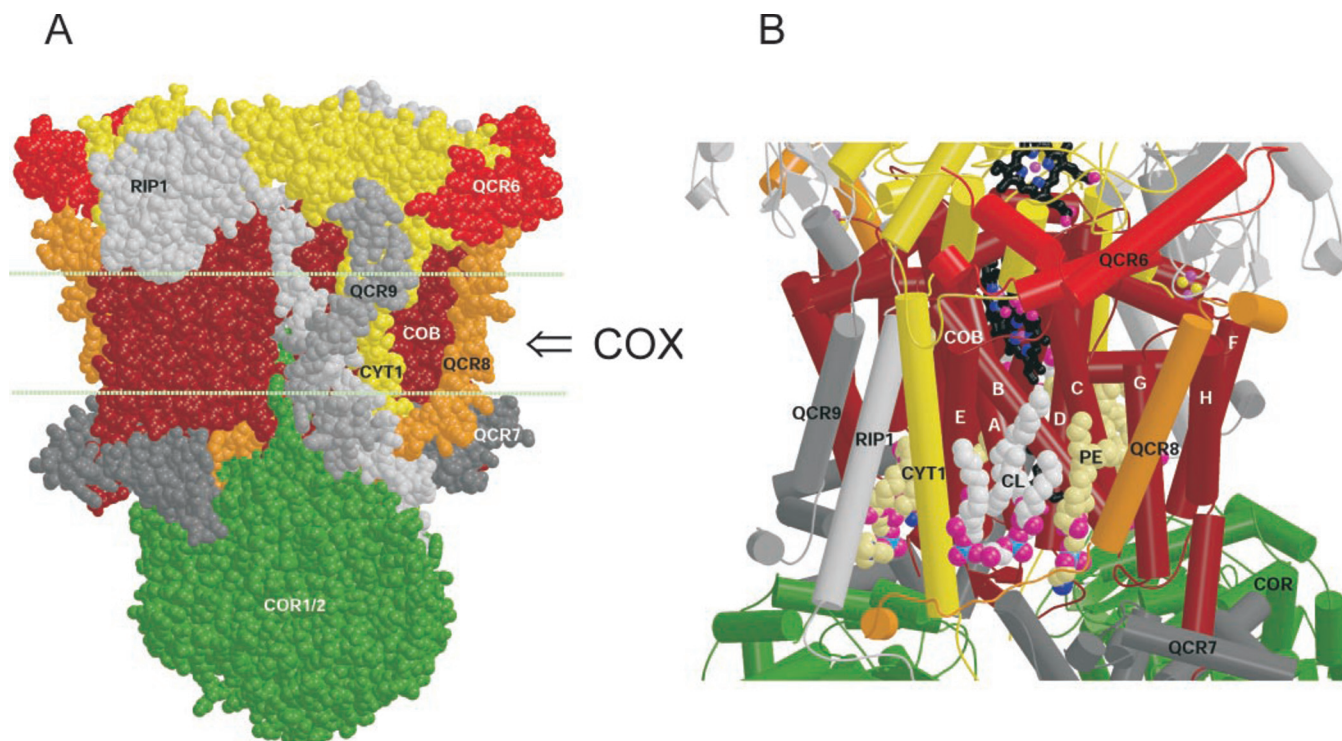 A
RIP1
QCR6
QCR9
COB
QCR8
CYT1
QCR7
COR1/2
⇐ COX
B
QCR6
COB
F
B
C
G
QCR9
E
A
D
H
RIP1
PE
QCR8
CYT1
CL
COR
QCR7